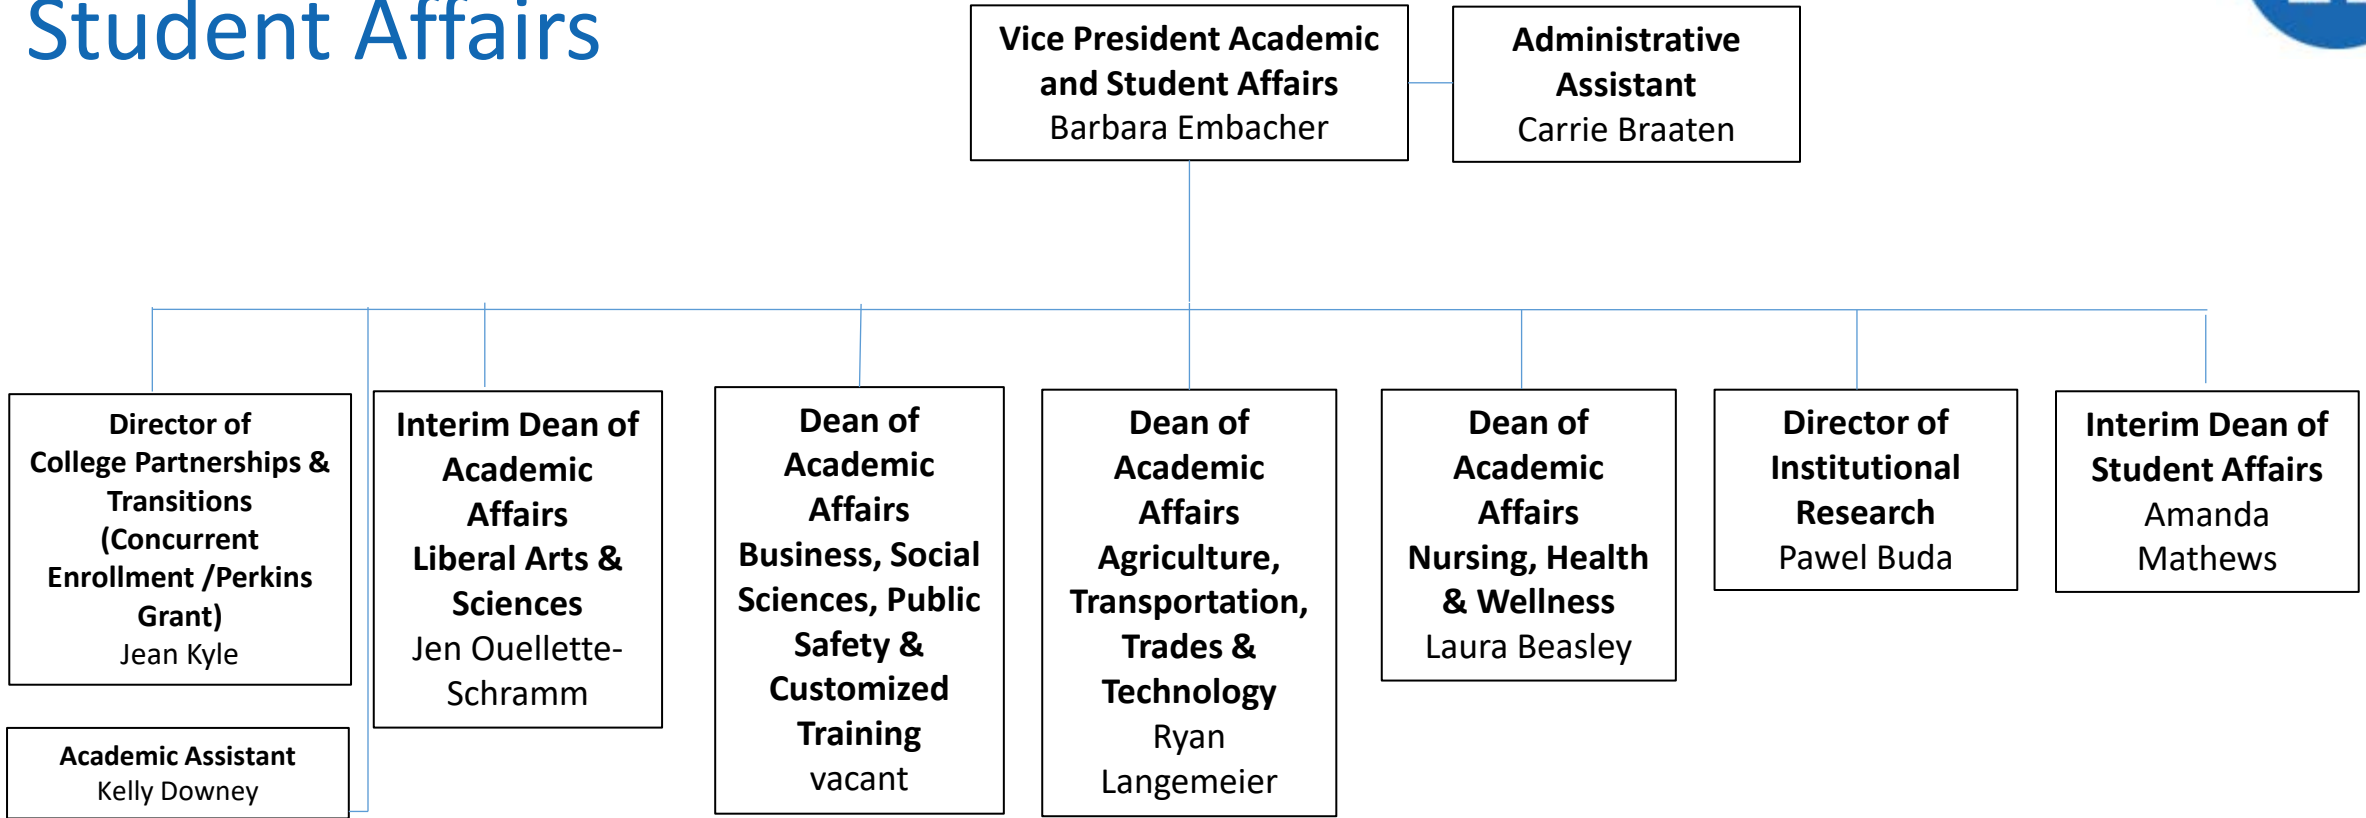 Student Affairs
Vice President Academic
and Student Affairs
Barbara Embacher
Administrative
Assistant
Carrie Braaten
Director of
College Partnerships &
Transitions
(Concurrent
Enrollment /Perkins
Grant)
Jean Kyle
Academic Assistant
Kelly Downey
Interim Dean of
Academic
Affairs
Liberal Arts &
Sciences
Jen Ouellette-
Schramm
Dean of
Academic
Affairs
Business, Social
Sciences, Public
Safety &
Customized
Training
vacant
Dean of
Academic
Affairs
Agriculture,
Transportation,
Trades &
Technology
Ryan
Langemeier
Dean of
Academic
Affairs
Nursing, Health
& Wellness
Laura Beasley
Director of
Institutional
Research
Pawel Buda
Interim Dean of
Student Affairs
Amanda
Mathews